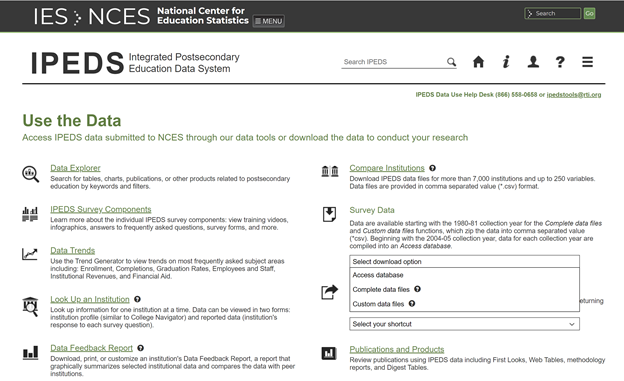 IES NCES National Center for
Education Statistics
MENU
Search
Go
IPEDS Integrated Postsecondary
Education Data System
Search IPEDS
IPEDS Data Use Help Desk (866) 558-0658 or ipedstools@rti.org
Use the Data
Access IPEDS data submitted to NCES through our data tools or download the data to conduct your research
Data Explorer
Search for tables, charts, publications, or other products related to postsecondary
education by keywords and filters.
IPEDS Survey Components
Learn more about the individual IPEDS survey components: view training videos,
infographics, answers to frequently asked questions, survey forms, and more.
Data Trends
Use the Trend Generator to view trends on most frequently asked subject areas
including: Enrollment, Completions, Graduation Rates, Employees and Staff,
Institutional Revenues, and Financial Aid.
Look Up an Institution ?
Look up information for one institution at a time. Data can be viewed in two forms:
institution profile (similar to College Navigator) and reported data (institution's
response to each survey question).
Data Feedback Report ?
Download, print, or customize an institution's Data Feedback Report, a report that
graphically summarizes selected institutional data and compares the data with peer
institutions.
Compare Institutions ?
Download IPEDS data files for more than 7,000 institutions and up to 250 variables.
Data files are provided in comma separated value (*.csv) format.
Survey Data
Data are available starting with the 1980-81 collection year for the Complete data files
and Custom data files functions, which zip the data into comma separated value
(*csv). Beginning with the 2004-05 collection year, data for each collection year are
compiled into an Access database.
Select download option
Access database
Complete data files ?
Custom data files ?
eturning
Select your shortcut
Publications and Products
Review publications using IPEDS data including First Looks, Web Tables, methodology
reports, and Digest Tables.